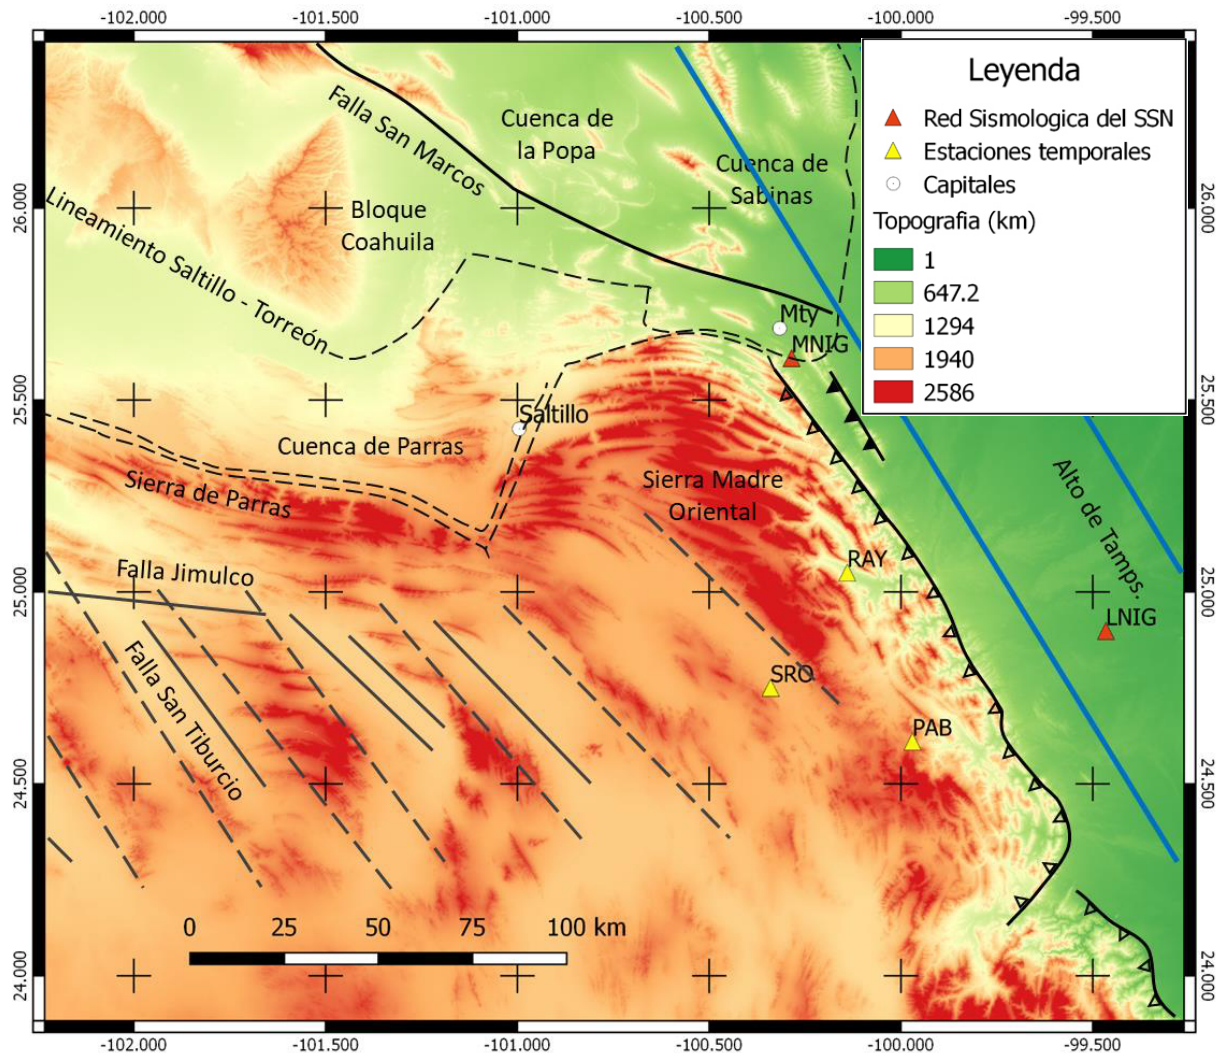 -102.000
-101.500
-101.000
-100.500
-100.000
-99.500
Leyenda
Red Sismologica del SSN
Estaciones temporales
Capitales
Topografia (km)
1
647.2
1294
1940
2586
Falla San Marcos
Cuenca de
la Popa
Cuenca de
Sabinas
26.000
26.000
Lineamiento Saltillo - Torreón
Bloque
Coahuila
Mty
MNIG
25.500
25.500
Saltillo
Cuenca de Parras
Sierra de Parras
Sierra Madre
Oriental
Alto de Tamps.
RAY
Falla Jimulco
25.000
25.000
LNIG
Falla San Tiburcio
SRO
PAB
24.500
24.500
0
25
50
75
100 km
24.000
24.000
-102.000
-101.500
-101.000
-100.500
-100.000
-99.500